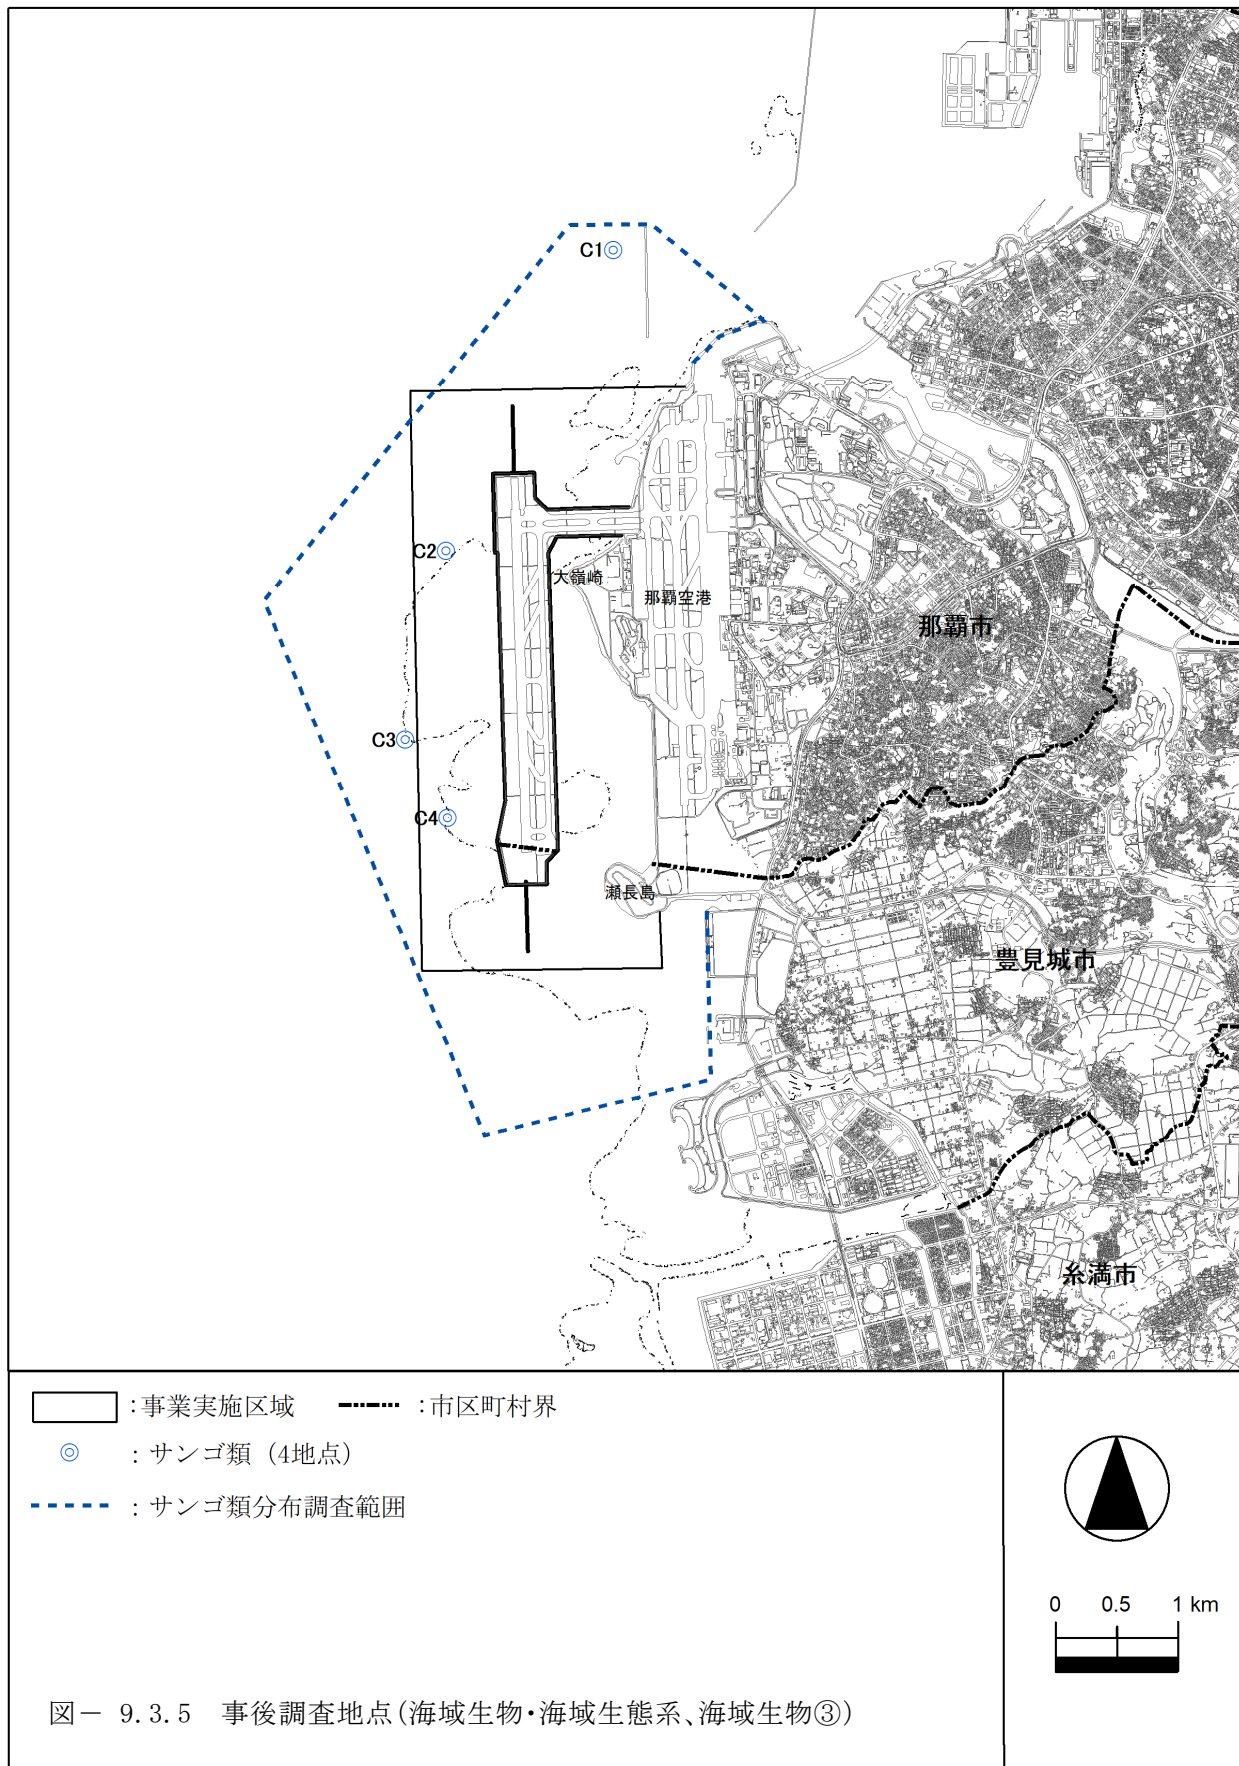 C1
C2
大嶺崎
那覇空港
那覇市
C3
C4
瀬長島
豊見城市
糸満市
:事業実施区域 :市区町村界
:サンゴ類 (4地点)
:サンゴ類分布調査範囲
0 0.5 1 km
図− 9.3.5 事後調査地点(海域生物・海域生態系、海域生物③)